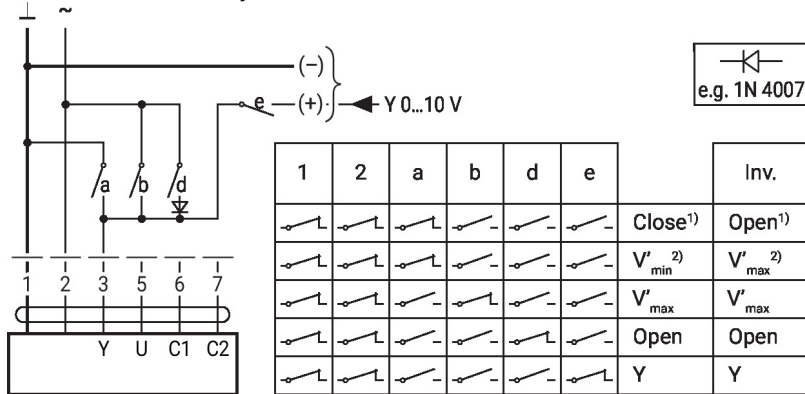 ⊥ ~
(–)
e (+) Y 0...10 V
e.g. 1N 4007
a b d
1 2 3 5 6 7
Y U C1 C2
1 2 a b d e Inv.
Close¹⁾ Open¹⁾
V'min²⁾ V'max²⁾
V'max V'max
Open Open
Y Y